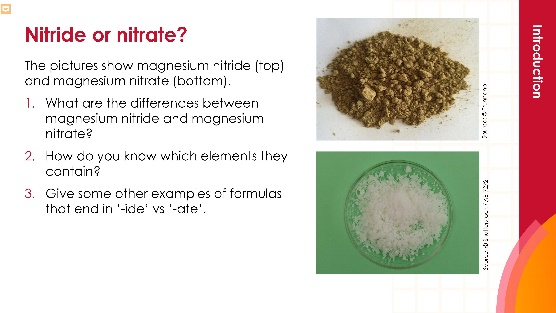 Nitride or nitrate?
The pictures show magnesium nitride (top)
and magnesium nitrate (bottom).
1. What are the differences between
magnesium nitride and magnesium
nitrate?
2. How do you know which elements they
contain?
3. Give some other examples of formulas
that end in ‘-ide’ vs ‘-ate’.
Introduction